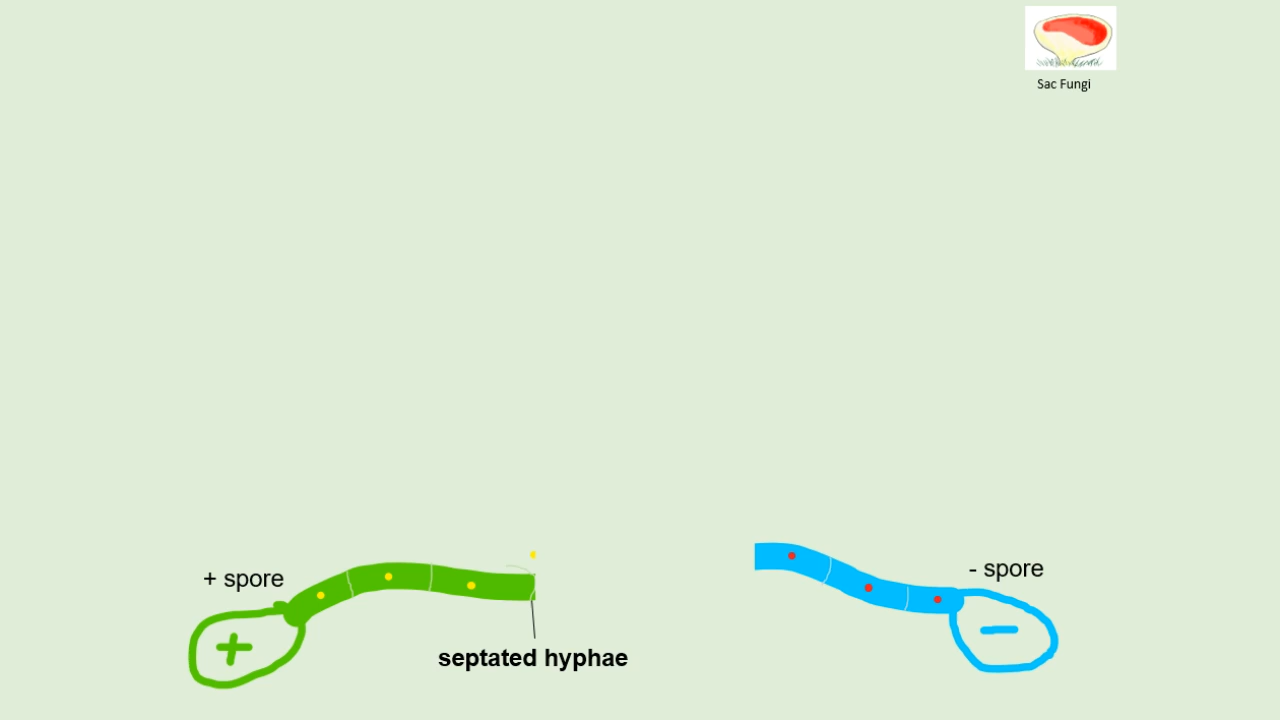 Sac Fungi
+ spore
- spore
+
−
septated hyphae